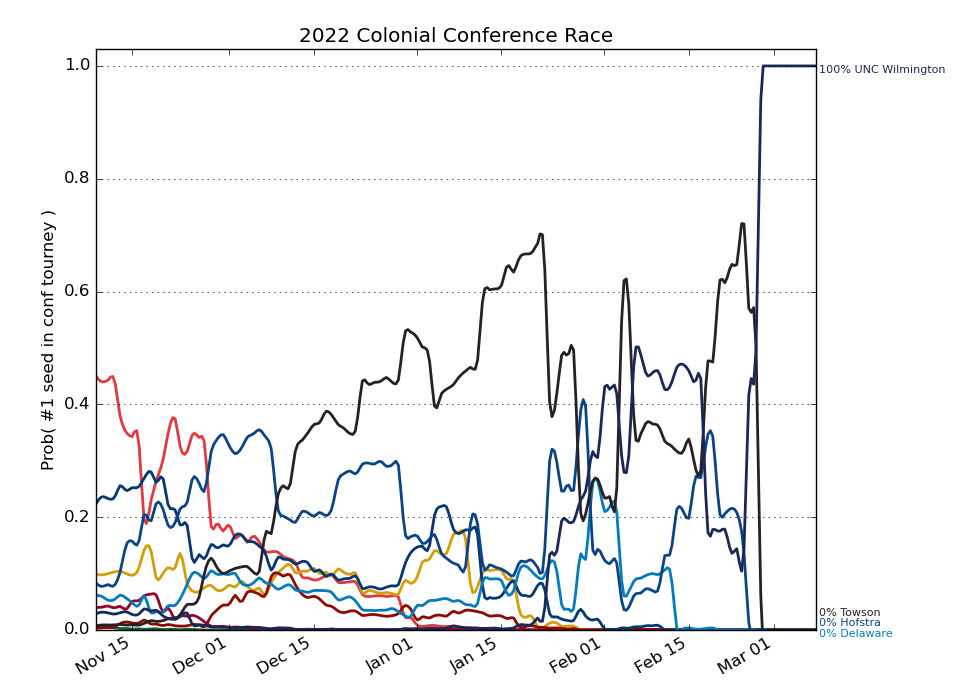 2022 Colonial Conference Race
Prob( #1 seed in conf tourney )
1.0
0.8
0.6
0.4
0.2
0.0
100% UNC Wilmington
0% Towson
0% Hofstra
0% Delaware
Nov 15
Dec 01
Dec 15
Jan 01
Jan 15
Feb 01
Feb 15
Mar 01